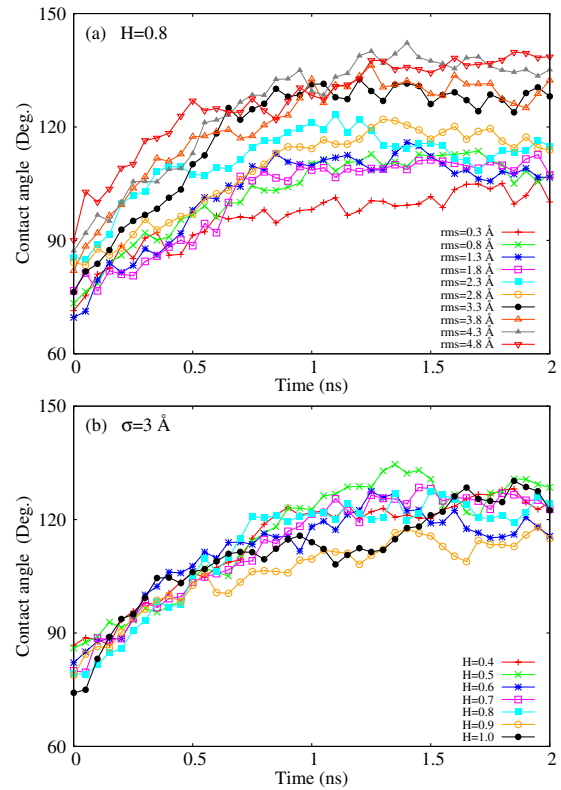 (a) H=0.8
Contact angle (Deg.)
150
120
90
60
rms=0.3 Å
rms=0.8 Å
rms=1.3 Å
rms=1.8 Å
rms=2.3 Å
rms=2.8 Å
rms=3.3 Å
rms=3.8 Å
rms=4.3 Å
rms=4.8 Å
0 0.5 1 1.5 2
Time (ns)
(b) σ=3 Å
Contact angle (Deg.)
150
120
90
60
H=0.4
H=0.5
H=0.6
H=0.7
H=0.8
H=0.9
H=1.0
0 0.5 1 1.5 2
Time (ns)